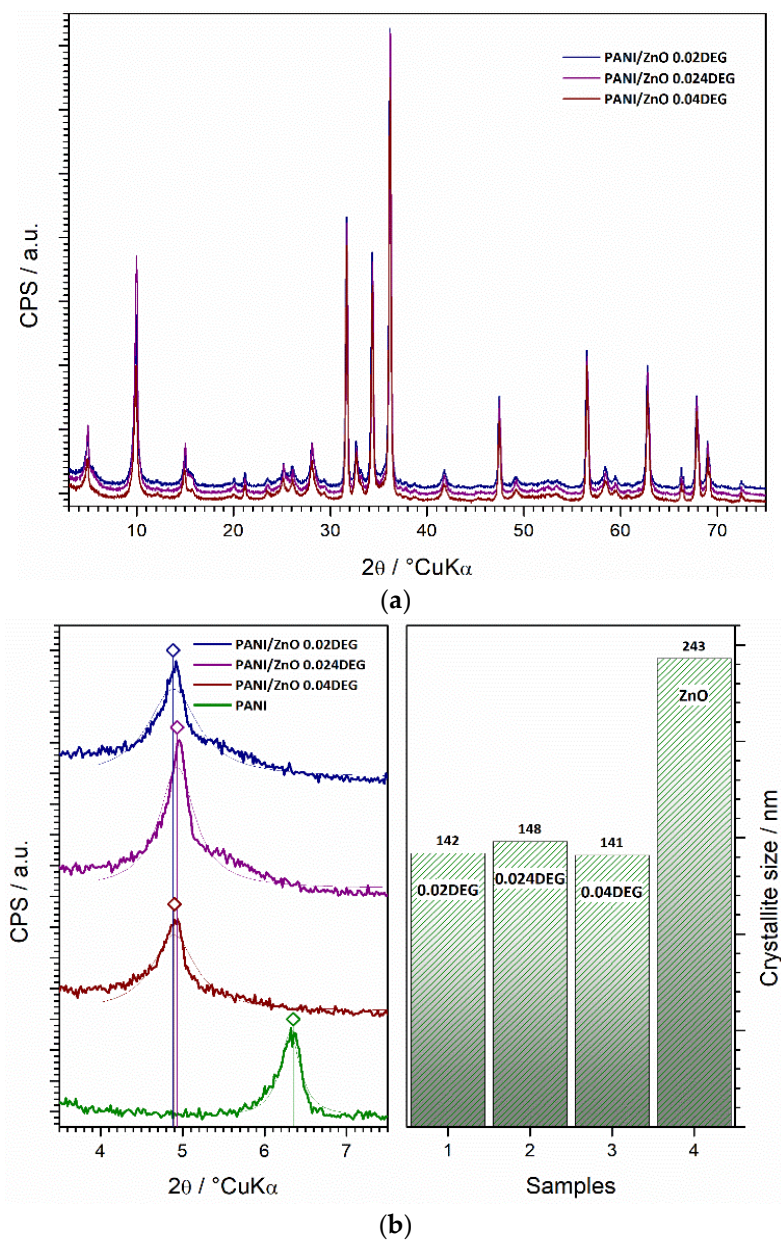 CPS / a.u.
PANI/ZnO 0.02DEG
PANI/ZnO 0.024DEG
PANI/ZnO 0.04DEG
10 20 30 40 50 60 70
2θ / °CuKα
(a)
CPS / a.u.
PANI/ZnO 0.02DEG
PANI/ZnO 0.024DEG
PANI/ZnO 0.04DEG
PANI
4 5 6 7
2θ / °CuKα
243
ZnO
142 148 141
0.02DEG 0.024DEG 0.04DEG
1 2 3 4
Samples
Crystallite size / nm
(b)